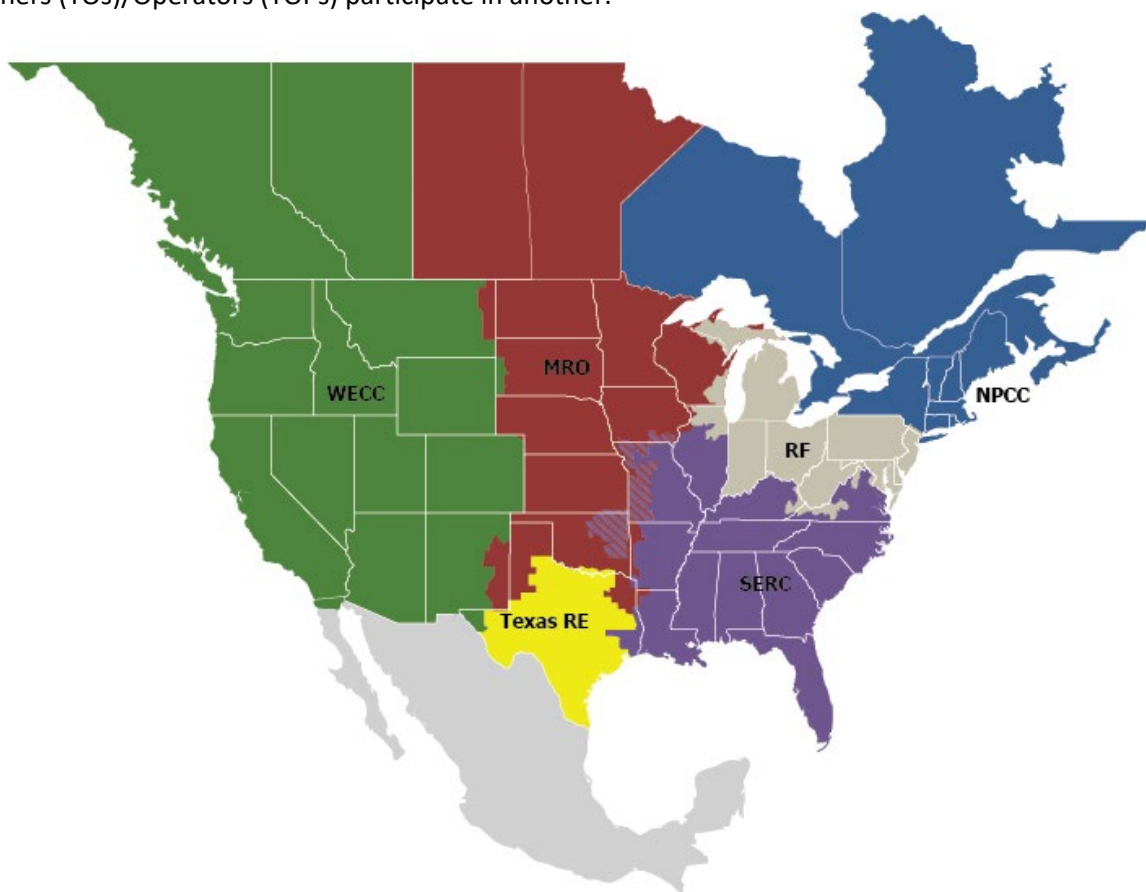 ners (TOs)/Operators (TOPs) participate in another.
MRO
WECC
NPCC
RF
SERC
Texas RE